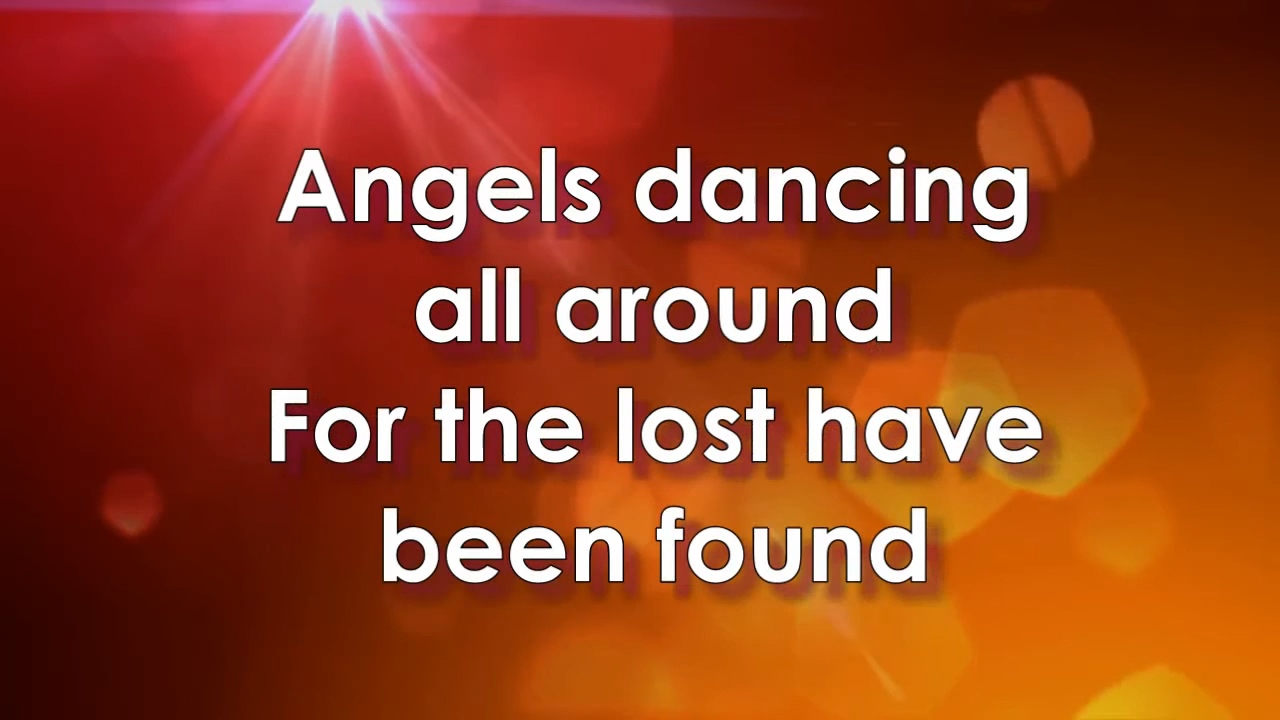 Angels dancing
all around
For the lost have
been found